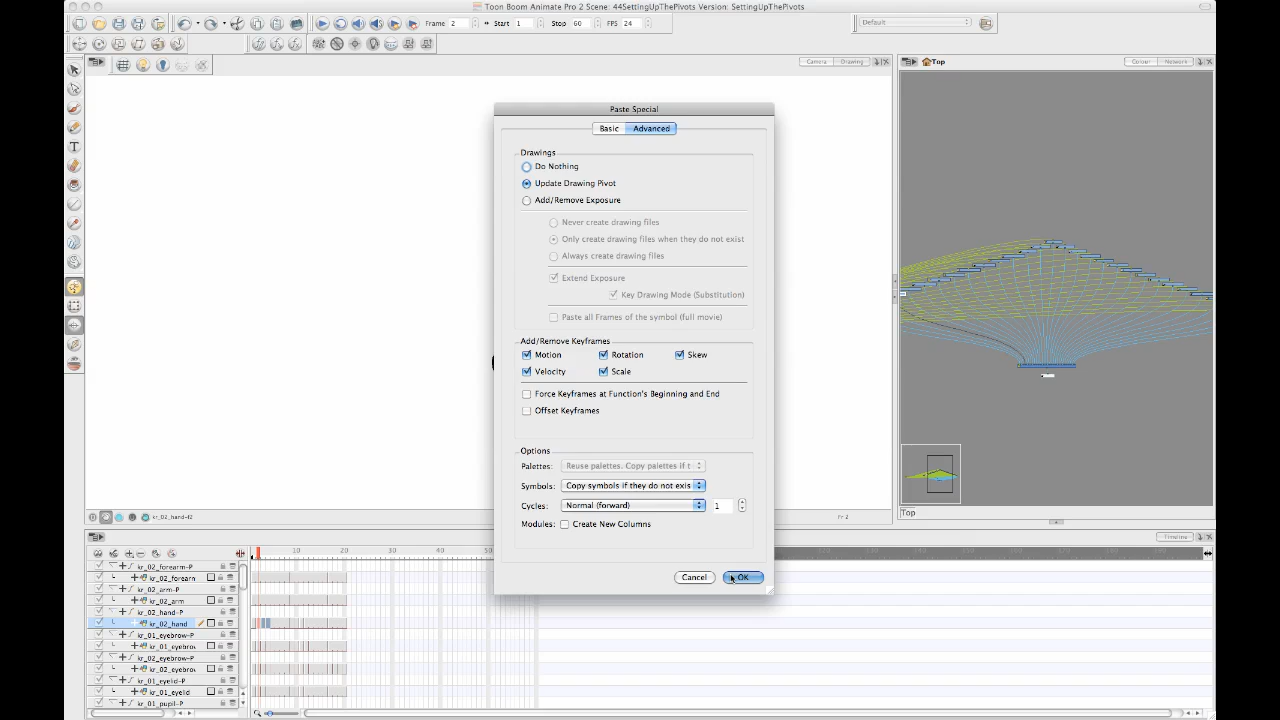 Toon Boom Animate Pro 2 Scene: 44SettingUpThePivots Version: SettingUpThePivots
Frame 2 Start 1 Stop 60 FPS 24
Default
Camera Drawing
Top
Colour Network
Paste Special
Basic Advanced
Drawings
Do Nothing
Update Drawing Pivot
Add/Remove Exposure
Never create drawing files
Only create drawing files when they do not exist
Always create drawing files
Extend Exposure
Key Drawing Mode (Substitution)
Paste all Frames of the symbol (full movie)
Add/Remove Keyframes
Motion Rotation Skew
Velocity Scale
Force Keyframes at Function's Beginning and End
Offset Keyframes
Options
Palettes: Reuse palettes. Copy palettes if t
Symbols: Copy symbols if they do not exis
Cycles: Normal (forward) 1
Modules: Create New Columns
Cancel OK
kr_02_hand-f2
Fr 2
Top
Timeline
10 20 30 40 50
kr_02_forearm-P
kr_02_forearn
kr_02_arm-P
kr_02_arm
kr_02_hand-P
kr_02_hand
kr_01_eyebrow-P
kr_01_eyebrov
kr_02_eyebrow-P
kr_02_eyebrov
kr_01_eyelid-P
kr_01_eyelid
kr_01_pupil-P